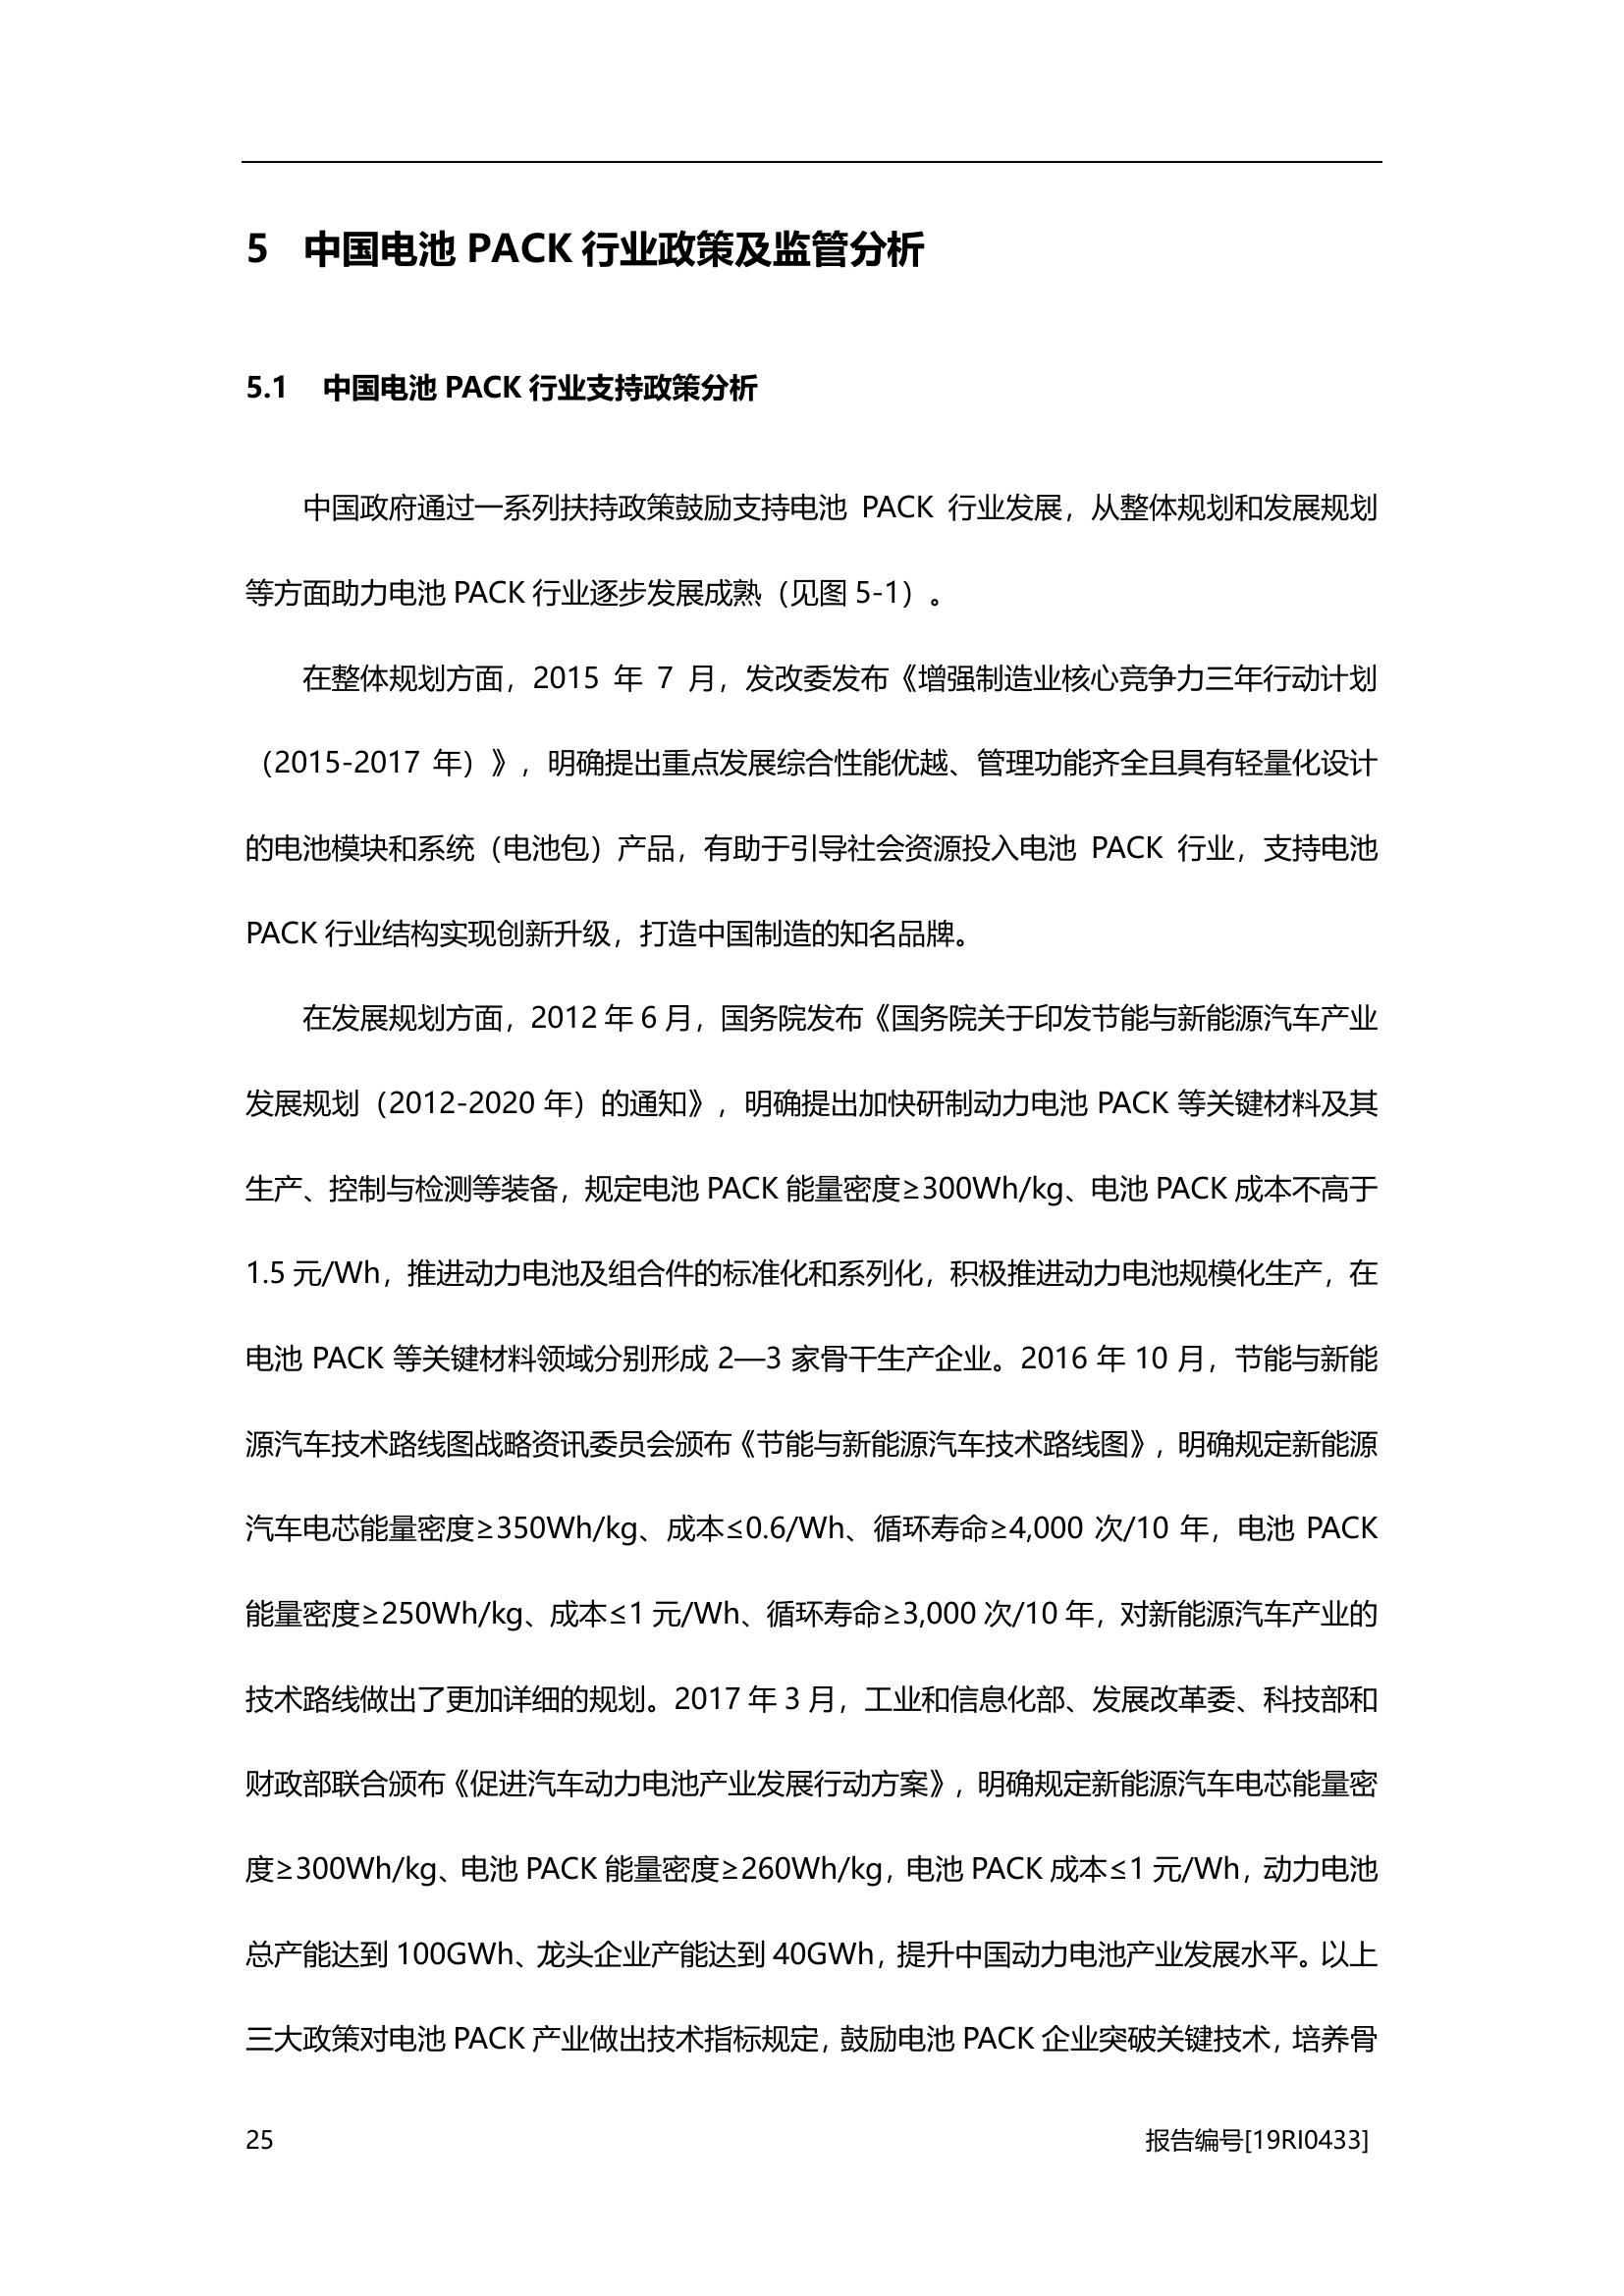 5 中国电池 PACK 行业政策及监管分析
5.1 中国电池 PACK 行业支持政策分析
中国政府通过一系列扶持政策鼓励支持电池 PACK 行业发展，从整体规划和发展规划
等方面助力电池 PACK 行业逐步发展成熟（见图 5-1）。
在整体规划方面，2015 年 7 月，发改委发布《增强制造业核心竞争力三年行动计划
（2015-2017 年）》，明确提出重点发展综合性能优越、管理功能齐全且具有轻量化设计
的电池模块和系统（电池包）产品，有助于引导社会资源投入电池 PACK 行业，支持电池
PACK 行业结构实现创新升级，打造中国制造的知名品牌。
在发展规划方面，2012 年 6 月，国务院发布《国务院关于印发节能与新能源汽车产业
发展规划（2012-2020 年）的通知》，明确提出加快研制动力电池 PACK 等关键材料及其
生产、控制与检测等装备，规定电池 PACK 能量密度≥300Wh/kg、电池 PACK 成本不高于
1.5 元/Wh，推进动力电池及组合件的标准化和系列化，积极推进动力电池规模化生产，在
电池 PACK 等关键材料领域分别形成 2—3 家骨干生产企业。2016 年 10 月，节能与新能
源汽车技术路线图战略资讯委员会颁布《节能与新能源汽车技术路线图》，明确规定新能源
汽车电芯能量密度≥350Wh/kg、成本≤0.6/Wh、循环寿命≥4,000 次/10 年，电池 PACK
能量密度≥250Wh/kg、成本≤1 元/Wh、循环寿命≥3,000 次/10 年，对新能源汽车产业的
技术路线做出了更加详细的规划。2017 年 3 月，工业和信息化部、发展改革委、科技部和
财政部联合颁布《促进汽车动力电池产业发展行动方案》，明确规定新能源汽车电芯能量密
度≥300Wh/kg、电池 PACK 能量密度≥260Wh/kg，电池 PACK 成本≤1 元/Wh，动力电池
总产能达到 100GWh、龙头企业产能达到 40GWh，提升中国动力电池产业发展水平。以上
三大政策对电池 PACK 产业做出技术指标规定，鼓励电池 PACK 企业突破关键技术，培养骨
25
报告编号[19RI0433]